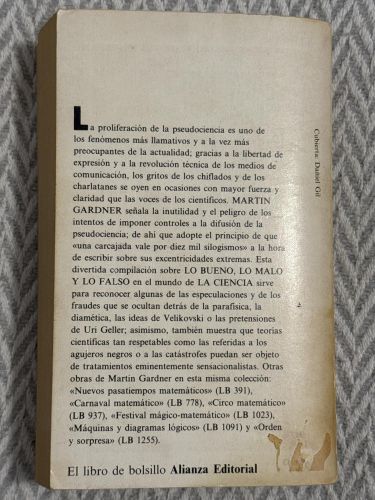 La proliferación de la pseudociencia es uno de
los fenómenos más llamativos y a la vez más
preocupantes de la actualidad; gracias a la libertad de
expresión y a la revolución técnica de los medios de
comunicación, los gritos de los chiflados y de los
charlatanes se oyen en ocasiones con mayor fuerza y
claridad que las voces de los científicos. MARTIN
GARDNER señala la inutilidad y el peligro de los
intentos de imponer controles a la difusión de la
pseudociencia; de ahí que adopte el principio de que
«una carcajada vale por diez mil silogismos» a la hora
de escribir sobre sus excentricidades extremas. Esta
divertida compilación sobre LO BUENO, LO MALO
Y LO FALSO en el mundo de LA CIENCIA sirve
para reconocer algunas de las especulaciones y de los
fraudes que se ocultan detrás de la parafísica, la
diamética, las ideas de Velikovski o las pretensiones
de Uri Geller; asimismo, también muestra que teorías
científicas tan respetables como las referidas a los
agujeros negros o a las catástrofes puedan ser objeto
de tratamientos eminentemente sensacionalistas. Otras
obras de Martin Gardner en esta misma colección:
«Nuevos pasatiempos matemáticos» (LB 391),
«Carnaval matemático» (LB 778), «Circo matemático»
(LB 937), «Festival mágico-matemático» (LB 1023),
«Máquinas y diagramas lógicos» (LB 1091) y «Orden
y sorpresa» (LB 1255).
El libro de bolsillo Alianza Editorial
Cubierta: Daniel Gil